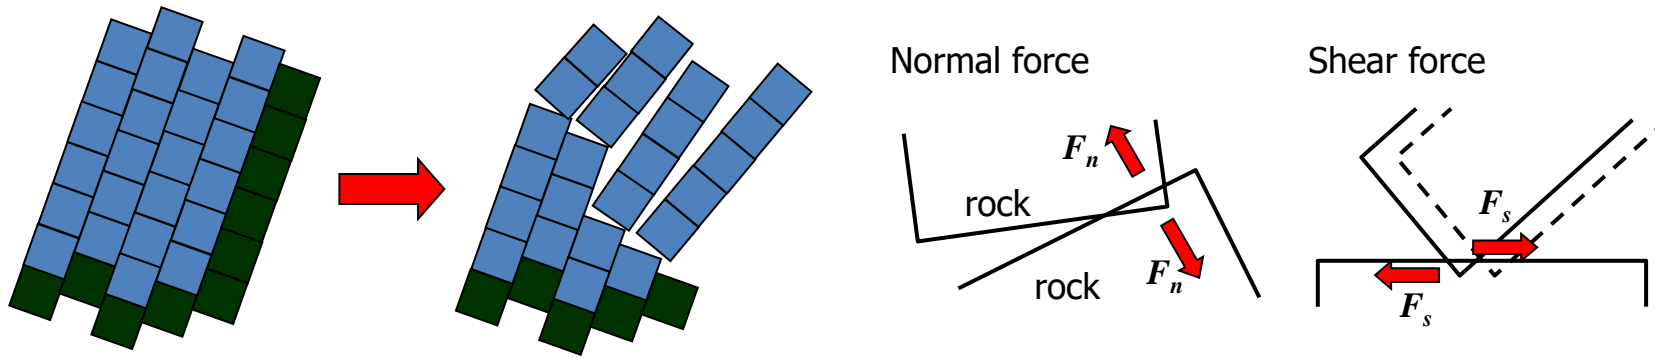 Normal force
Shear force
F_n
rock
F_n
rock
F_s
F_s